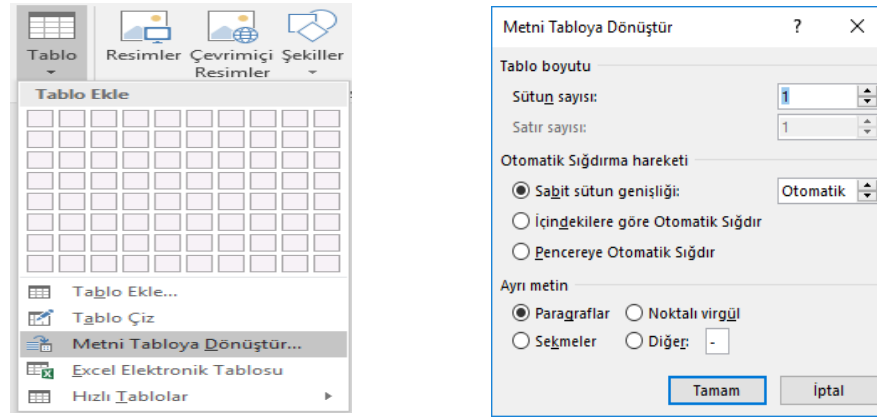 Tablo
Resimler Çevrimiçi Şekiller
Resimler
Tablo Ekle
Tablo Ekle...
Tablo Çiz
Metni Tabloya Dönüştür...
Excel Elektronik Tablosu
Hızlı Tablolar
Metni Tabloya Dönüştür ?
Tablo boyutu
Sütun sayısı: 1
Satır sayısı: 1
Otomatik Sığdırma hareketi
Sabit sütun genişliği: Otomatik
İçindekilere göre Otomatik Sığdır
Pencereye Otomatik Sığdır
Ayrı metin
Paragraflar Noktalı virgül
Sekmeler Diğer: -
Tamam İptal